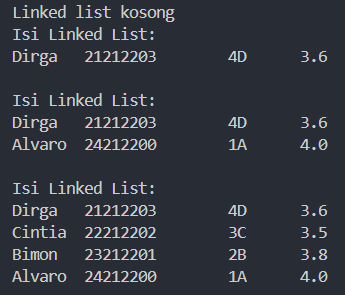 Linked list kosong
Isi Linked List:
Dirga 21212203 4D 3.6
Isi Linked List:
Dirga 21212203 4D 3.6
Alvaro 24212200 1A 4.0
Isi Linked List:
Dirga 21212203 4D 3.6
Cintia 22212202 3C 3.5
Bimon 23212201 2B 3.8
Alvaro 24212200 1A 4.0